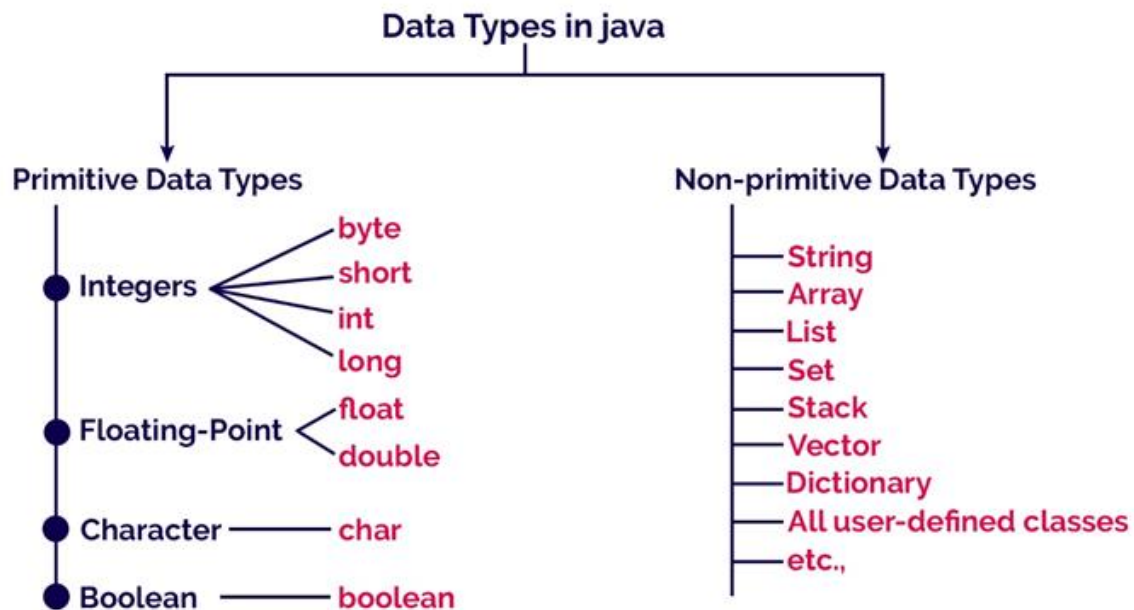 Data Types in java
Primitive Data Types
Integers
byte
short
int
long
Floating-Point
float
double
Character
char
Boolean
boolean
Non-primitive Data Types
String
Array
List
Set
Stack
Vector
Dictionary
All user-defined classes
etc.,